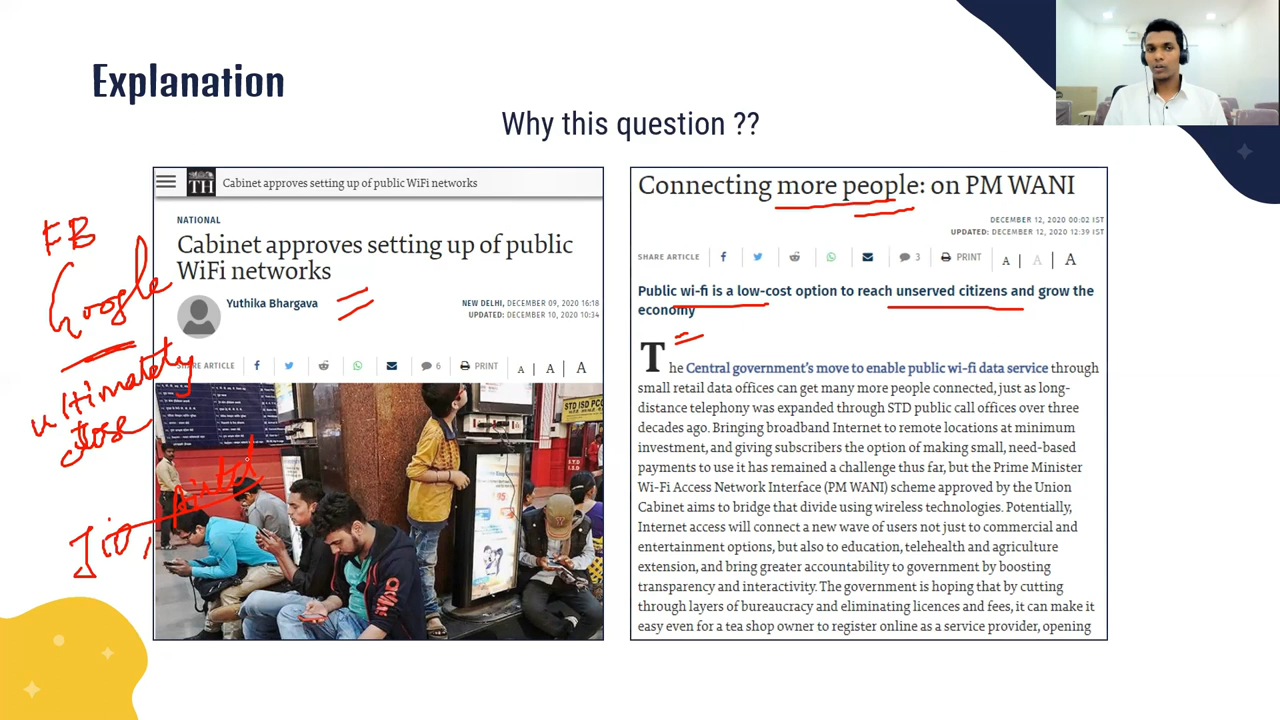 Explanation
Why this question ??
TH Cabinet approves setting up of public WiFi networks
NATIONAL
Cabinet approves setting up of public
WiFi networks
Yuthika Bhargava
NEW DELHI, DECEMBER 09, 2020 16:18
UPDATED: DECEMBER 10, 2020 10:34
SHARE ARTICLE 6 PRINT A A A
STD ISD PCO
FB
Google
ultimately
close
Jio, Airtel
Connecting more people: on PM WANI
DECEMBER 12, 2020 00:02 IST
UPDATED: DECEMBER 12, 2020 12:39 IST
SHARE ARTICLE 3 PRINT A A A
Public wi-fi is a low-cost option to reach unserved citizens and grow the
economy
The Central government's move to enable public wi-fi data service through
small retail data offices can get many more people connected, just as long-
distance telephony was expanded through STD public call offices over three
decades ago. Bringing broadband Internet to remote locations at minimum
investment, and giving subscribers the option of making small, need-based
payments to use it has remained a challenge thus far, but the Prime Minister
Wi-Fi Access Network Interface (PM WANI) scheme approved by the Union
Cabinet aims to bridge that divide using wireless technologies. Potentially,
Internet access will connect a new wave of users not just to commercial and
entertainment options, but also to education, telehealth and agriculture
extension, and bring greater accountability to government by boosting
transparency and interactivity. The government is hoping that by cutting
through layers of bureaucracy and eliminating licences and fees, it can make it
easy even for a tea shop owner to register online as a service provider, opening